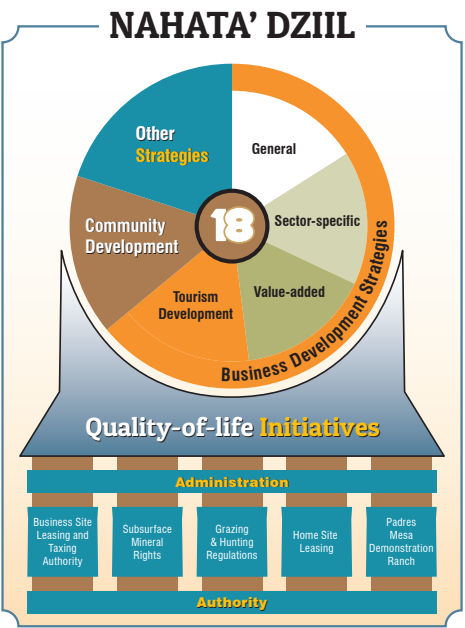 NAHATA’ DZIIL
Other
Strategies
General
Community
Development
18
Sector-specific
Tourism
Development
Value-added
Business Development Strategies
Quality-of-life Initiatives
Administration
Business Site
Leasing and
Taxing
Authority
Subsurface
Mineral
Rights
Grazing
& Hunting
Regulations
Home Site
Leasing
Padres
Mesa
Demonstration
Ranch
Authority